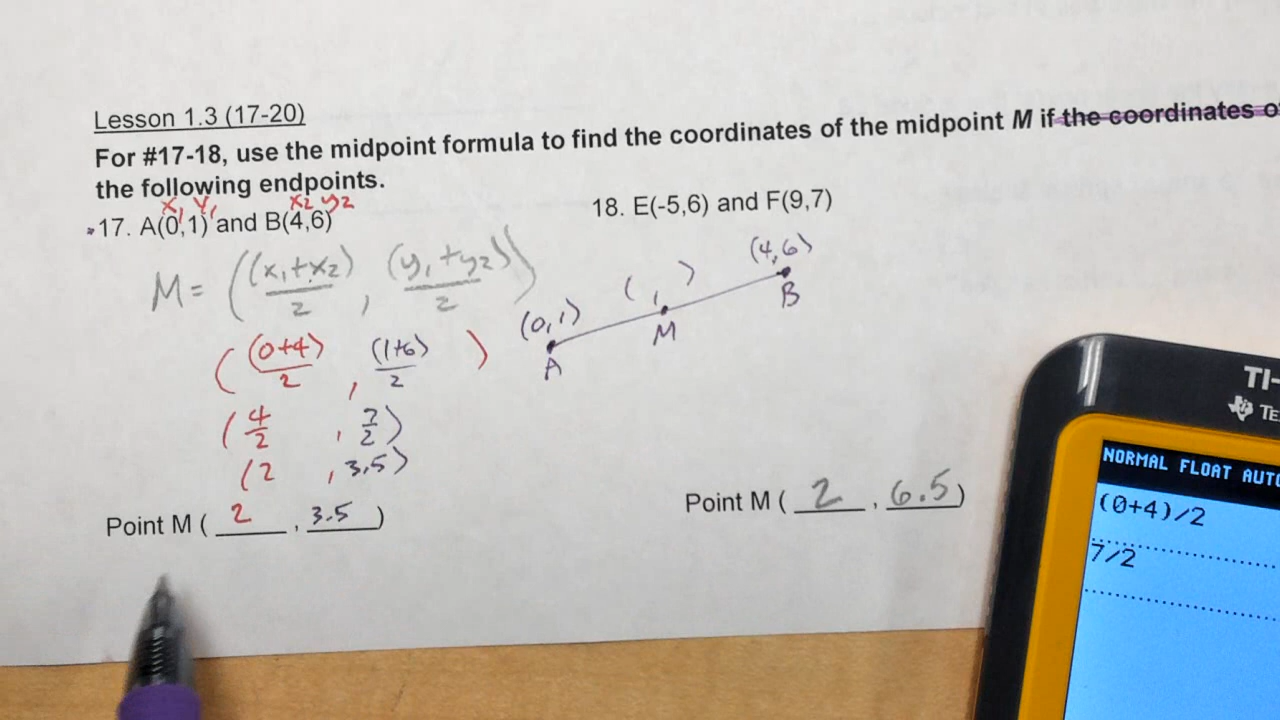 Lesson 1.3 (17-20)
For #17-18, use the midpoint formula to find the coordinates of the midpoint M if the coordinates o
the following endpoints.
x₁ y₁ x₂ y₂
17. A(0,1) and B(4,6)
18. E(-5,6) and F(9,7)
M = ((x₁+x₂)/2 , (y₁+y₂)/2)
((0+4)/2 , (1+6)/2)
(4/2 , 7/2)
(2 , 3.5)
Point M ( 2 , 3.5 )
(0,1)
A
( , )
M
(4,6)
B
Point M ( 2 , 6.5 )
TI-
NORMAL FLOAT AUTO
(0+4)/2
7/2